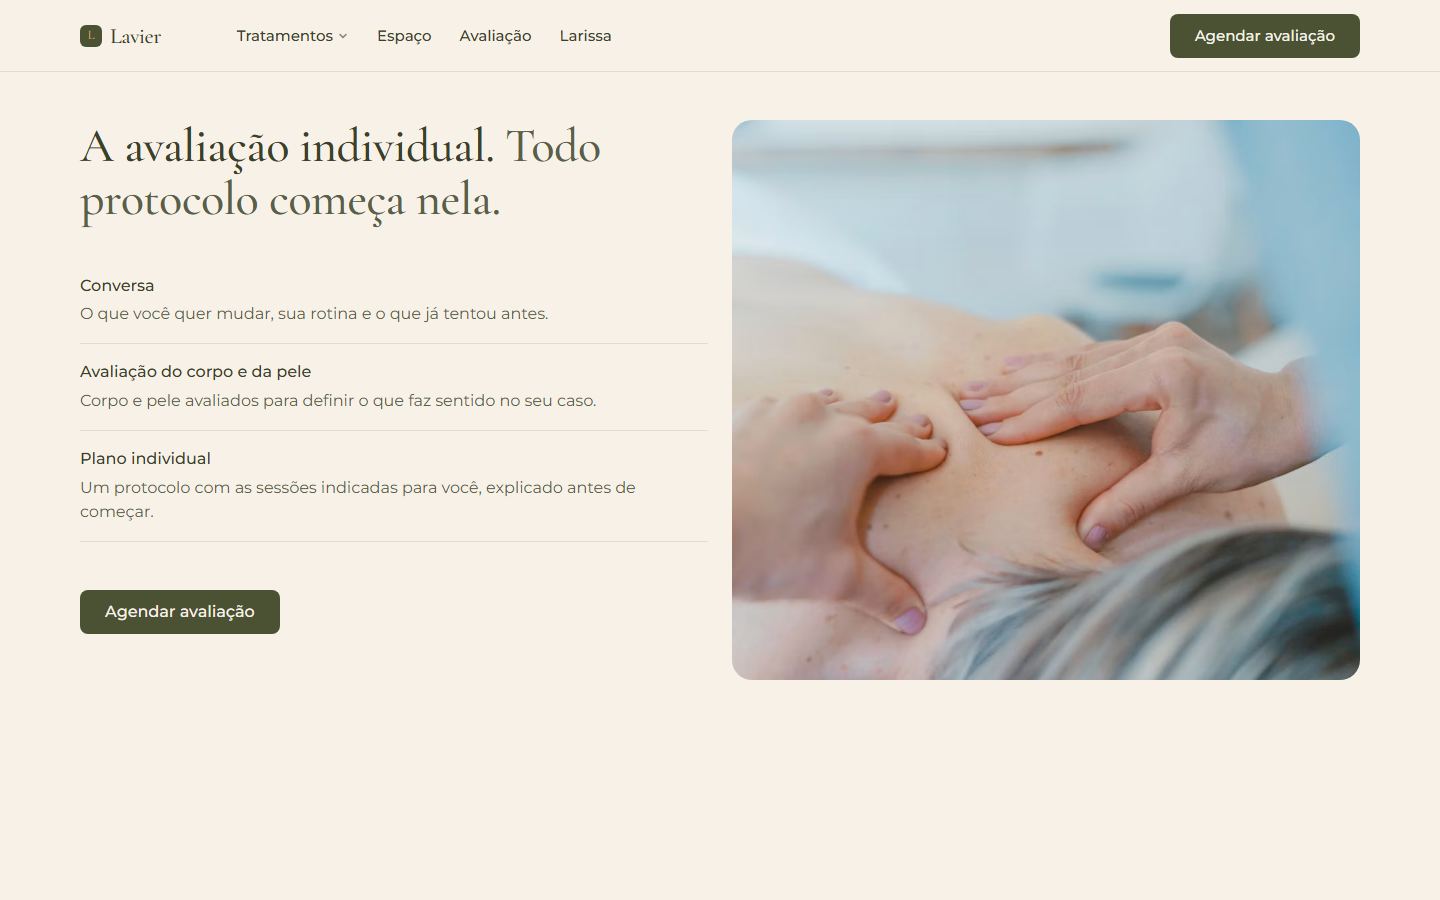 L Lavier Tratamentos Espaço Avaliação Larissa Agendar avaliação
A avaliação individual. Todo
protocolo começa nela.
Conversa
O que você quer mudar, sua rotina e o que já tentou antes.
Avaliação do corpo e da pele
Corpo e pele avaliados para definir o que faz sentido no seu caso.
Plano individual
Um protocolo com as sessões indicadas para você, explicado antes de
começar.
Agendar avaliação